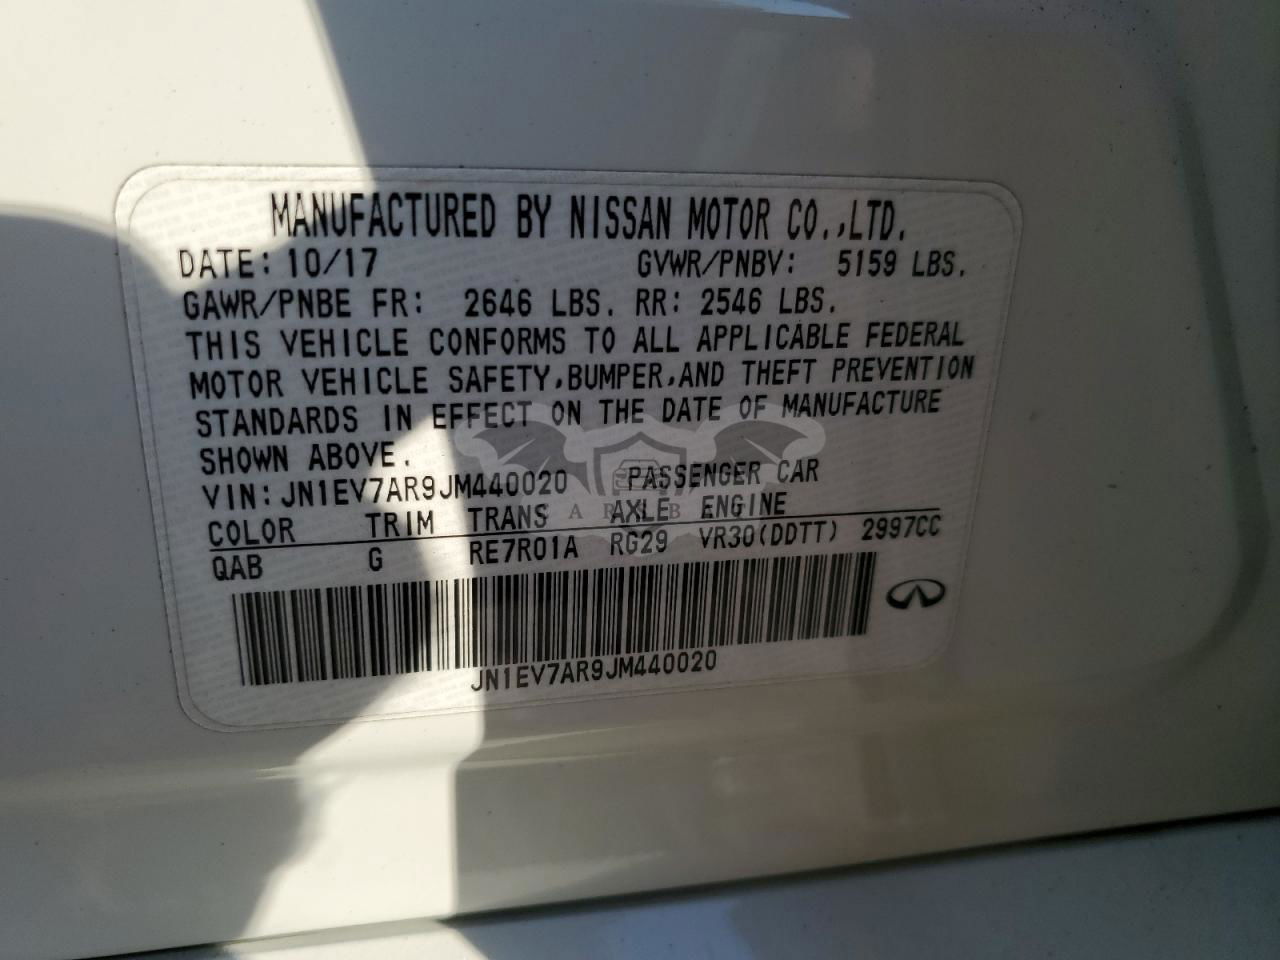 MANUFACTURED BY NISSAN MOTOR CO.,LTD.
DATE: 10/17 GVWR/PNBV: 5159 LBS.
GAWR/PNBE FR: 2646 LBS. RR: 2546 LBS.
THIS VEHICLE CONFORMS TO ALL APPLICABLE FEDERAL
MOTOR VEHICLE SAFETY,BUMPER,AND THEFT PREVENTION
STANDARDS IN EFFECT ON THE DATE OF MANUFACTURE
SHOWN ABOVE.
VIN: JN1EV7AR9JM440020 PASSENGER CAR
COLOR TRIM TRANS AXLE ENGINE
QAB G RE7R01A RG29 VR30(DDTT) 2997CC
JN1EV7AR9JM440020